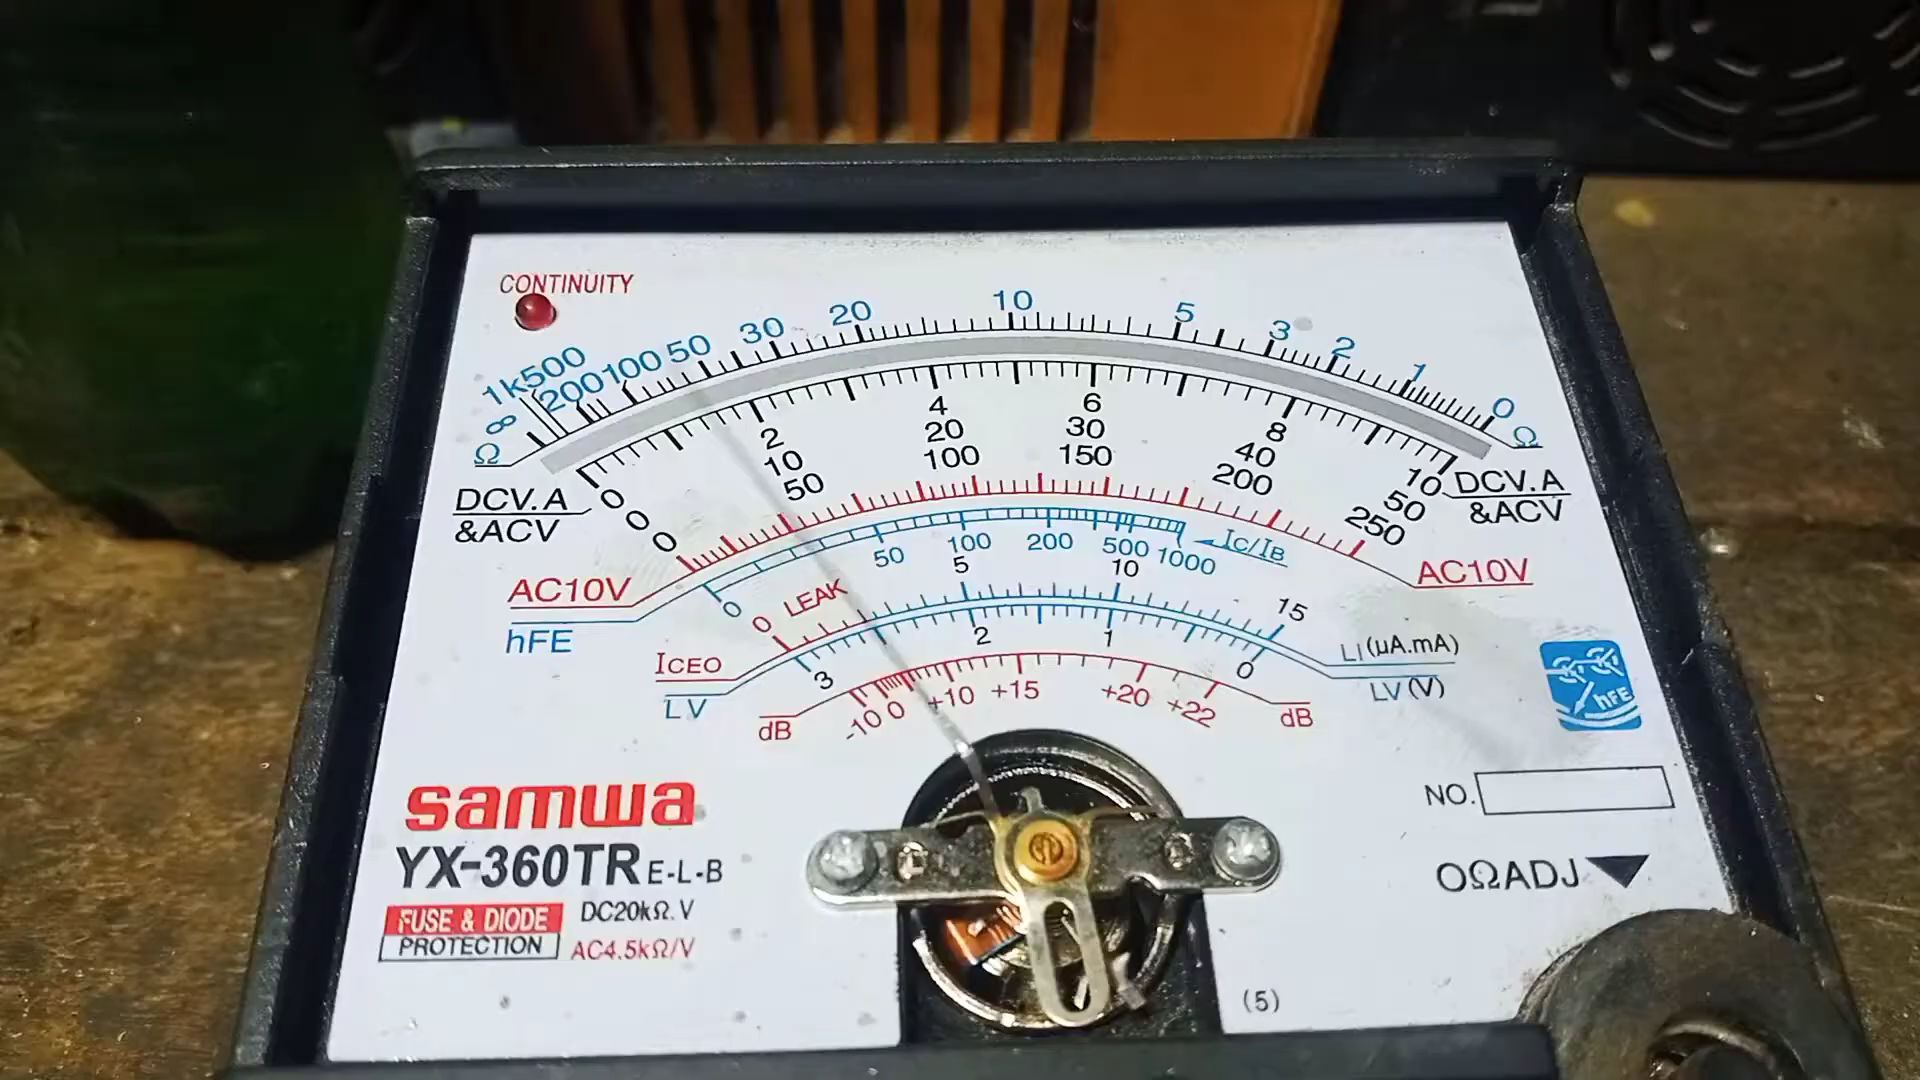 CONTINUITY
1k 500 200 100 50 30 20 10 5 3 2 1 0
∞
Ω
Ω
0 2 4 6 8 10
0 10 20 30 40 50
0 50 100 150 200 250
DCV.A
&ACV
DCV.A
&ACV
AC10V
AC10V
hFE
0 50 100 200 500 1000
IC/IB
0 LEAK
5 10 15
ICEO
LI (µA.mA)
3 2 1 0
LV
LV (V)
dB
-10 0 +10 +15 +20 +22
dB
hFE
samwa
YX-360TR E-L-B
FUSE & DIODE
PROTECTION
DC20kΩ.V
AC4.5kΩ/V
NO.
0ΩADJ
(5)